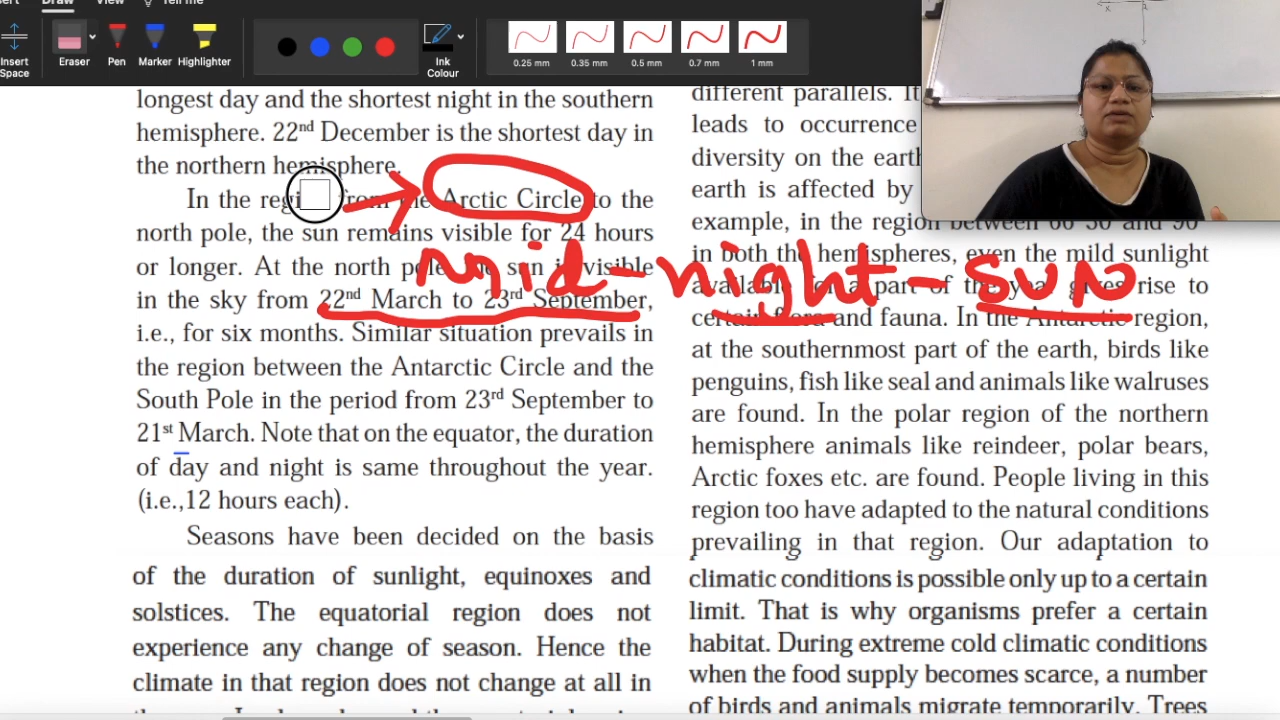 Draw
View
Tell me
Insert
Space
Eraser
Pen
Marker
Highlighter
Ink
Colour
0.25 mm
0.35 mm
0.5 mm
0.7 mm
1 mm
longest day and the shortest night in the southern
hemisphere. 22nd December is the shortest day in
the northern hemisphere.
In the region from the Arctic Circle to the
north pole, the sun remains visible for 24 hours
or longer. At the north pole, the sun is visible
in the sky from 22nd March to 23rd September,
i.e., for six months. Similar situation prevails in
the region between the Antarctic Circle and the
South Pole in the period from 23rd September to
21st March. Note that on the equator, the duration
of day and night is same throughout the year.
(i.e.,12 hours each).
Seasons have been decided on the basis
of the duration of sunlight, equinoxes and
solstices. The equatorial region does not
experience any change of season. Hence the
climate in that region does not change at all in
mid-night-sun
different parallels. It
leads to occurrence
diversity on the earth
earth is affected by
example, in the region between 66°30' and 90°
in both the hemispheres, even the mild sunlight
available for a part of the year gives rise to
certain flora and fauna. In the Antarctic region,
at the southernmost part of the earth, birds like
penguins, fish like seal and animals like walruses
are found. In the polar region of the northern
hemisphere animals like reindeer, polar bears,
Arctic foxes etc. are found. People living in this
region too have adapted to the natural conditions
prevailing in that region. Our adaptation to
climatic conditions is possible only up to a certain
limit. That is why organisms prefer a certain
habitat. During extreme cold climatic conditions
when the food supply becomes scarce, a number
of birds and animals migrate temporarily. Trees